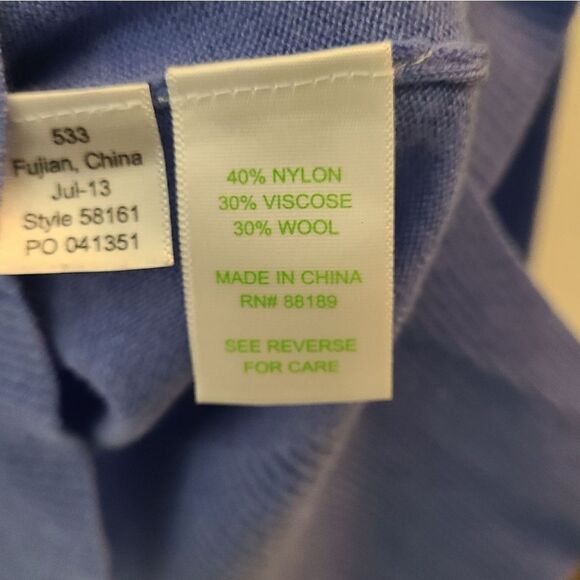 533
Fujian, China
Jul-13
Style 58161
PO 041351
40% NYLON
30% VISCOSE
30% WOOL
MADE IN CHINA
RN# 88189
SEE REVERSE
FOR CARE